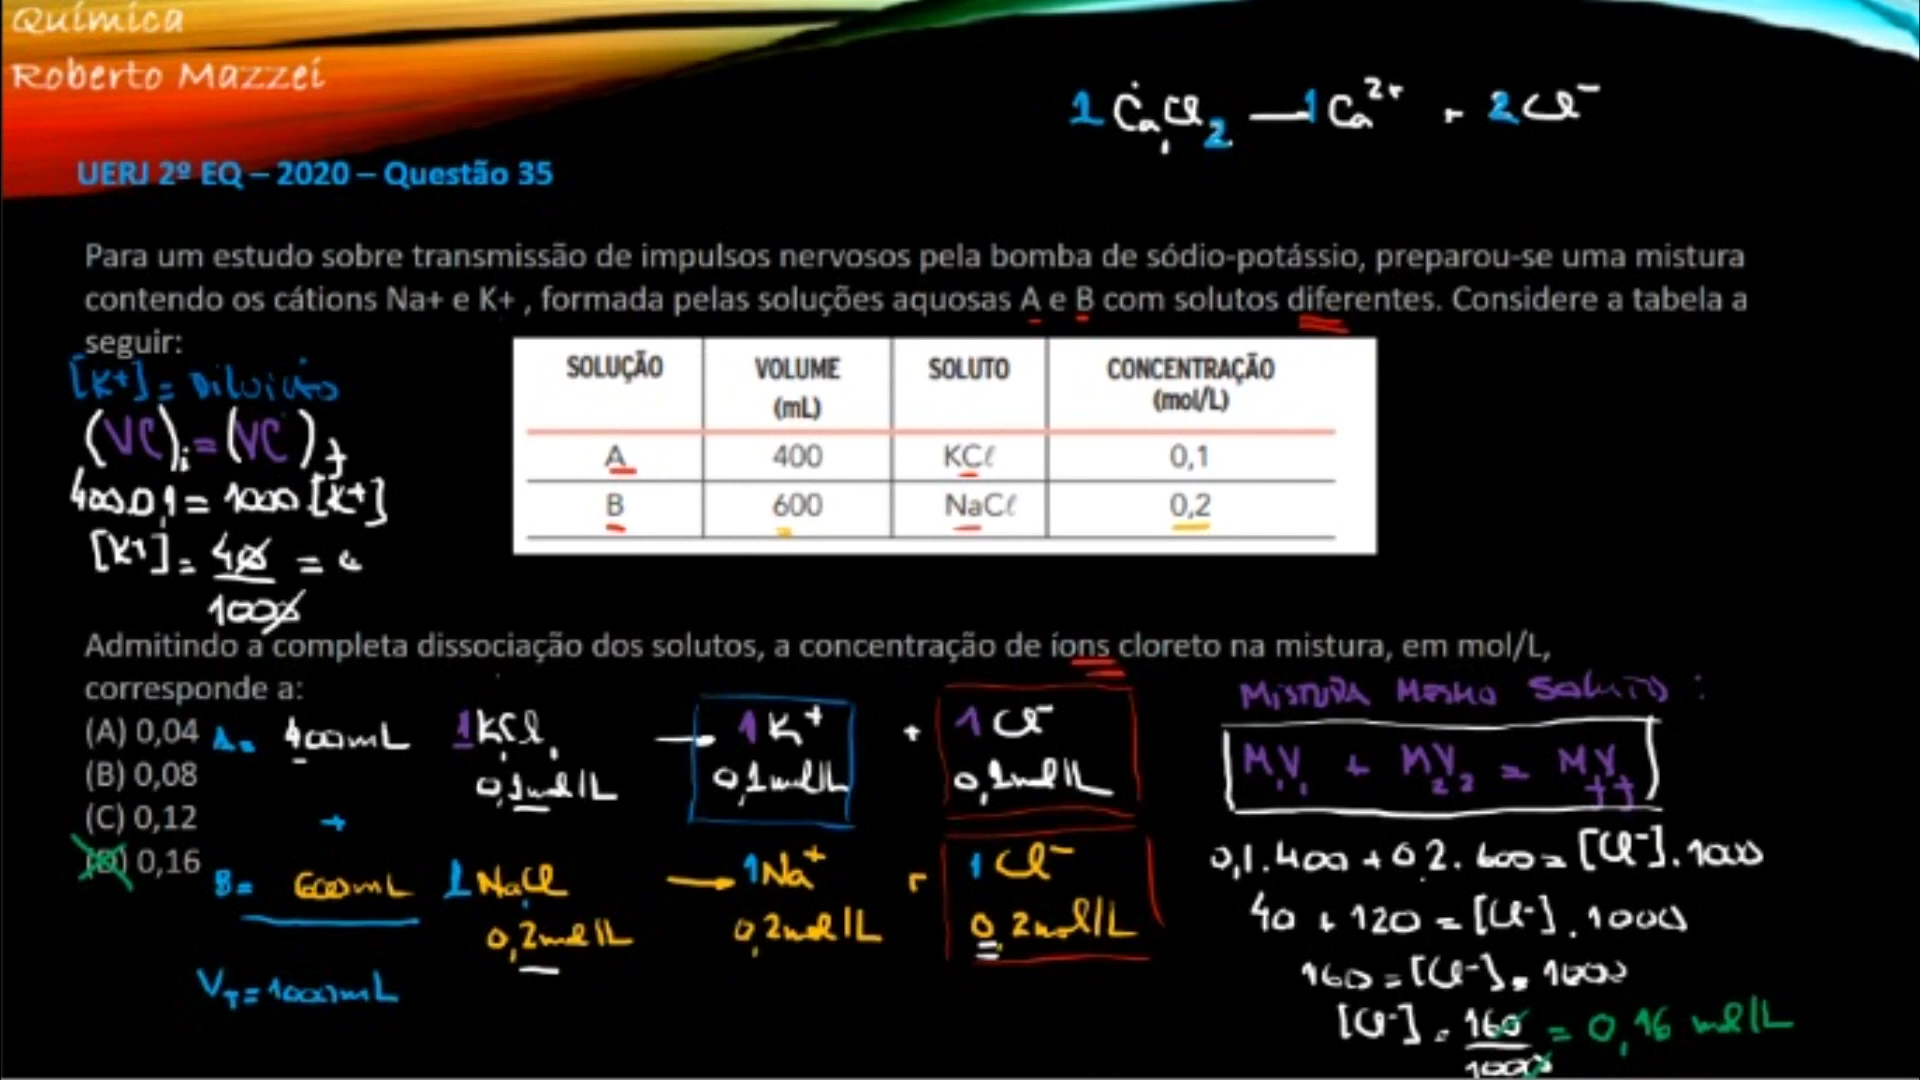 Química
Roberto Mazzei
1 CaCl2 — 1 Ca2+ + 2 Cl-
UERJ 2º EQ – 2020 – Questão 35
Para um estudo sobre transmissão de impulsos nervosos pela bomba de sódio-potássio, preparou-se uma mistura
contendo os cátions Na+ e K+ , formada pelas soluções aquosas A e B com solutos diferentes. Considere a tabela a
seguir:
SOLUÇÃO VOLUME (mL) SOLUTO CONCENTRAÇÃO (mol/L)
A 400 KCℓ 0,1
B 600 NaCℓ 0,2
[K+] = Diluição
(VC)i = (VC)f
400.0,1 = 1000.[K+]
[K+] = 40/1000 =
Admitindo a completa dissociação dos solutos, a concentração de íons cloreto na mistura, em mol/L,
corresponde a:
(A) 0,04
(B) 0,08
(C) 0,12
(D) 0,16
A = 400mL 1KCl → 1K+ + 1Cl-
0,1mol/L 0,1mol/L 0,1mol/L
+
B = 600mL 1NaCl → 1Na+ + 1Cl-
0,2mol/L 0,2mol/L 0,2mol/L
VT = 1000mL
MISTURA MESMO SOLUTO:
M1V1 + M2V2 = MfVf
0,1.400 + 0,2.600 = [Cl-].1000
40 + 120 = [Cl-].1000
160 = [Cl-].1000
[Cl-] = 160/1000 = 0,16 mol/L